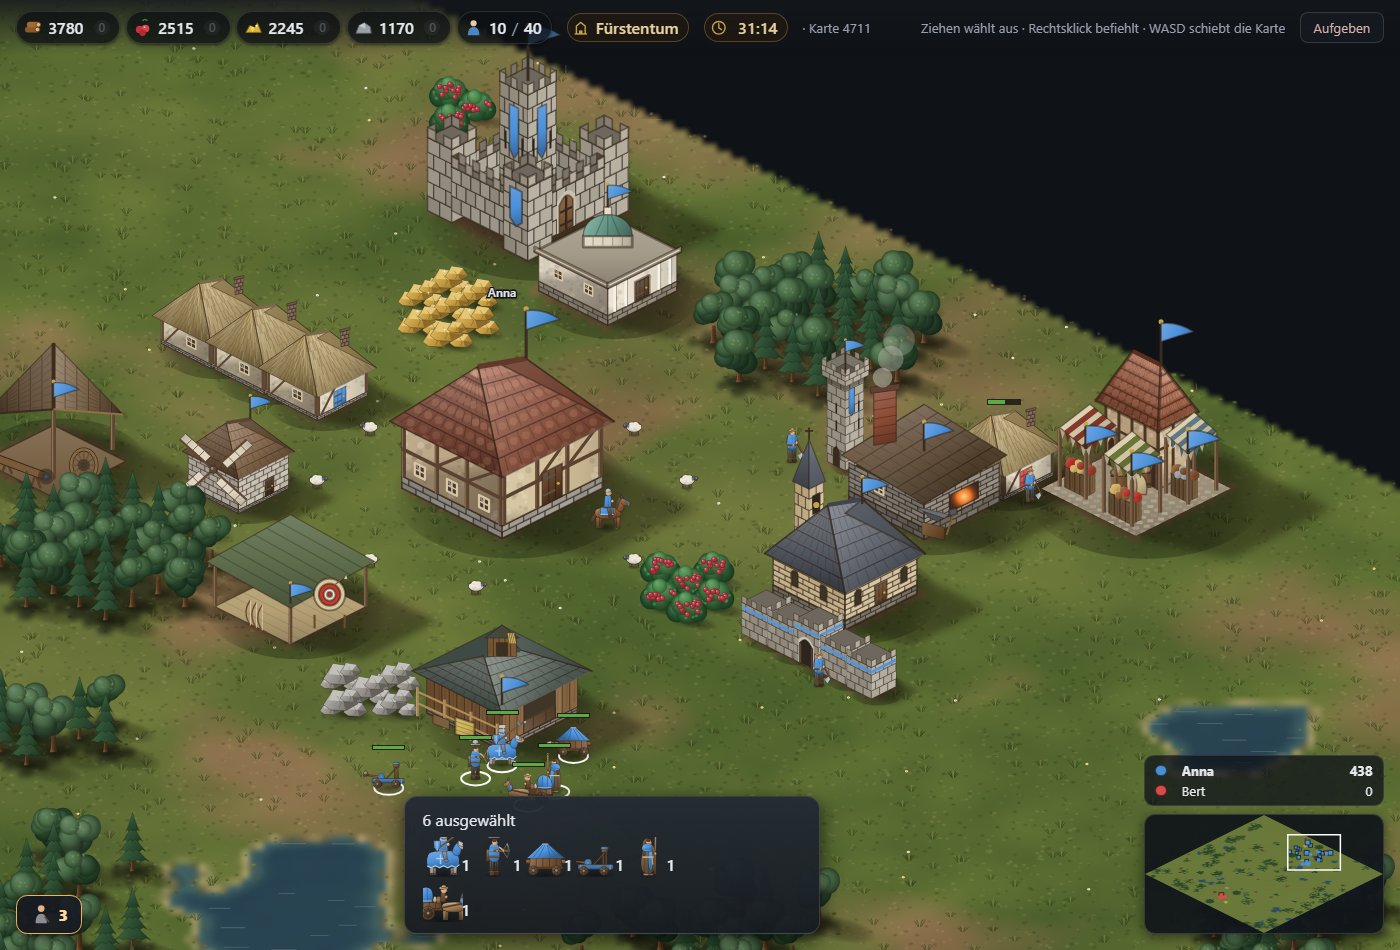 3780 0 2515 0 2245 0 1170 0 10 / 40 Fürstentum 31:14 · Karte 4711 Ziehen wählt aus · Rechtsklick befiehlt · WASD schiebt die Karte Aufgeben
Anna
Anna 438
Bert 0
6 ausgewählt
1 1 1 1 1
1
3